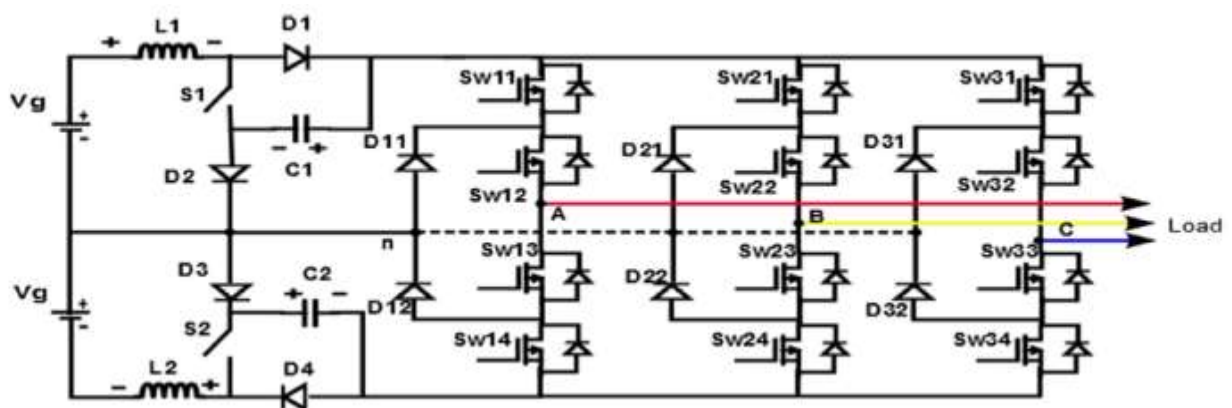 L1
D1
+ -
Vg
+
-
S1
D11
- +
C1
D2
Sw11
Sw12
A
Sw21
D21
Sw22
B
Sw31
D31
Sw32
C
Load
n
D3
C2
+ -
Vg
+
-
S2
D12
Sw13
Sw14
D22
Sw23
Sw24
D32
Sw33
Sw34
L2
- +
D4